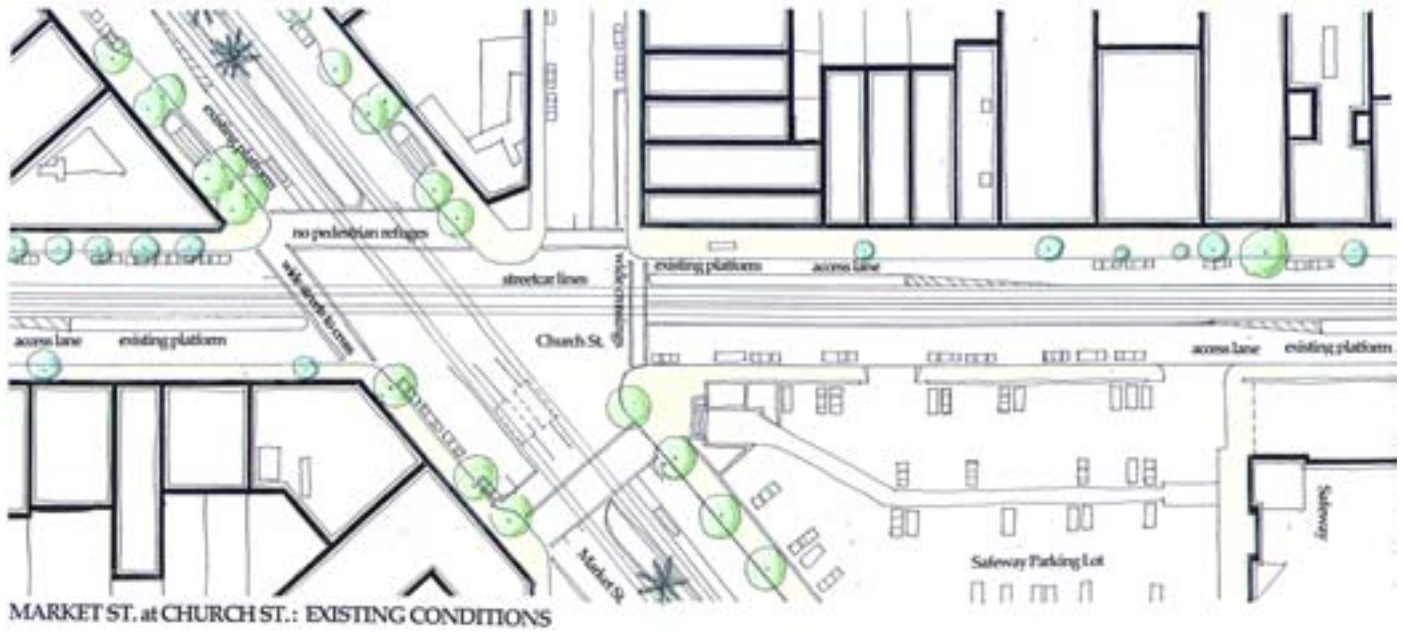 existing platform
no pedestrian refuges
wide street to cross
streetcar lines
wide crossings
existing platform
access lane
Church St.
access lane
existing platform
access lane
existing platform
Safeway
Safeway Parking Lot
Market St.
MARKET ST. at CHURCH ST.: EXISTING CONDITIONS